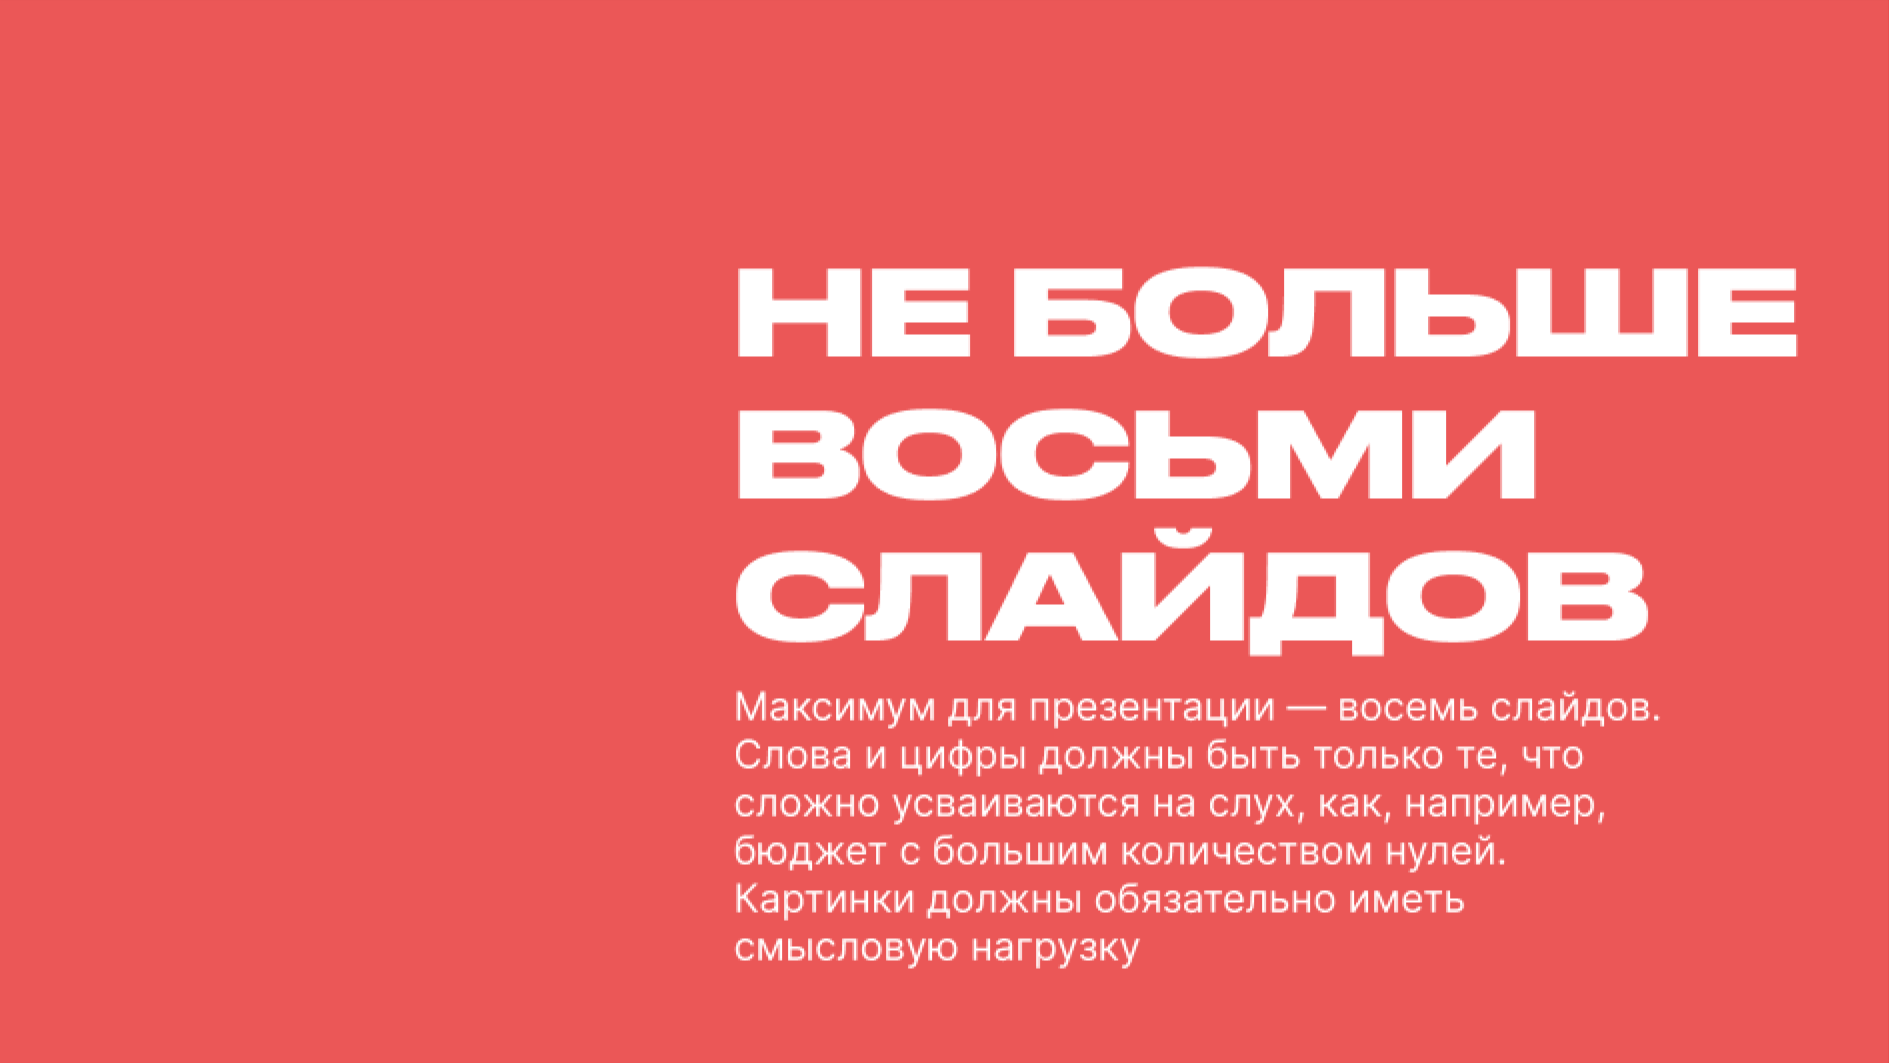 НЕ БОЛЬШЕ
ВОСЬМИ
СЛАЙДОВ
Максимум для презентации — восемь слайдов.
Слова и цифры должны быть только те, что
сложно усваиваются на слух, как, например,
бюджет с большим количеством нулей.
Картинки должны обязательно иметь
смысловую нагрузку